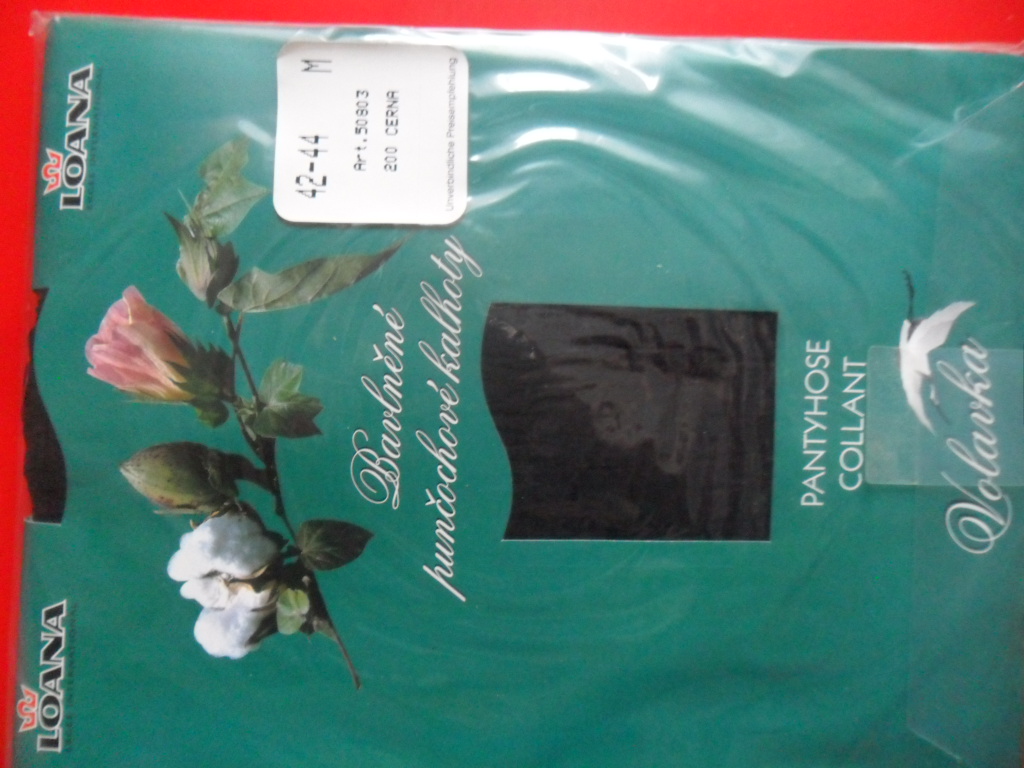 LOANA
LOANA
42-44 M
Art.50803
200 CERNA
Unverbindliche Preisempfehlung
Bavlněné
punčochové kalhoty
PANTYHOSE
COLLANT
Volavka